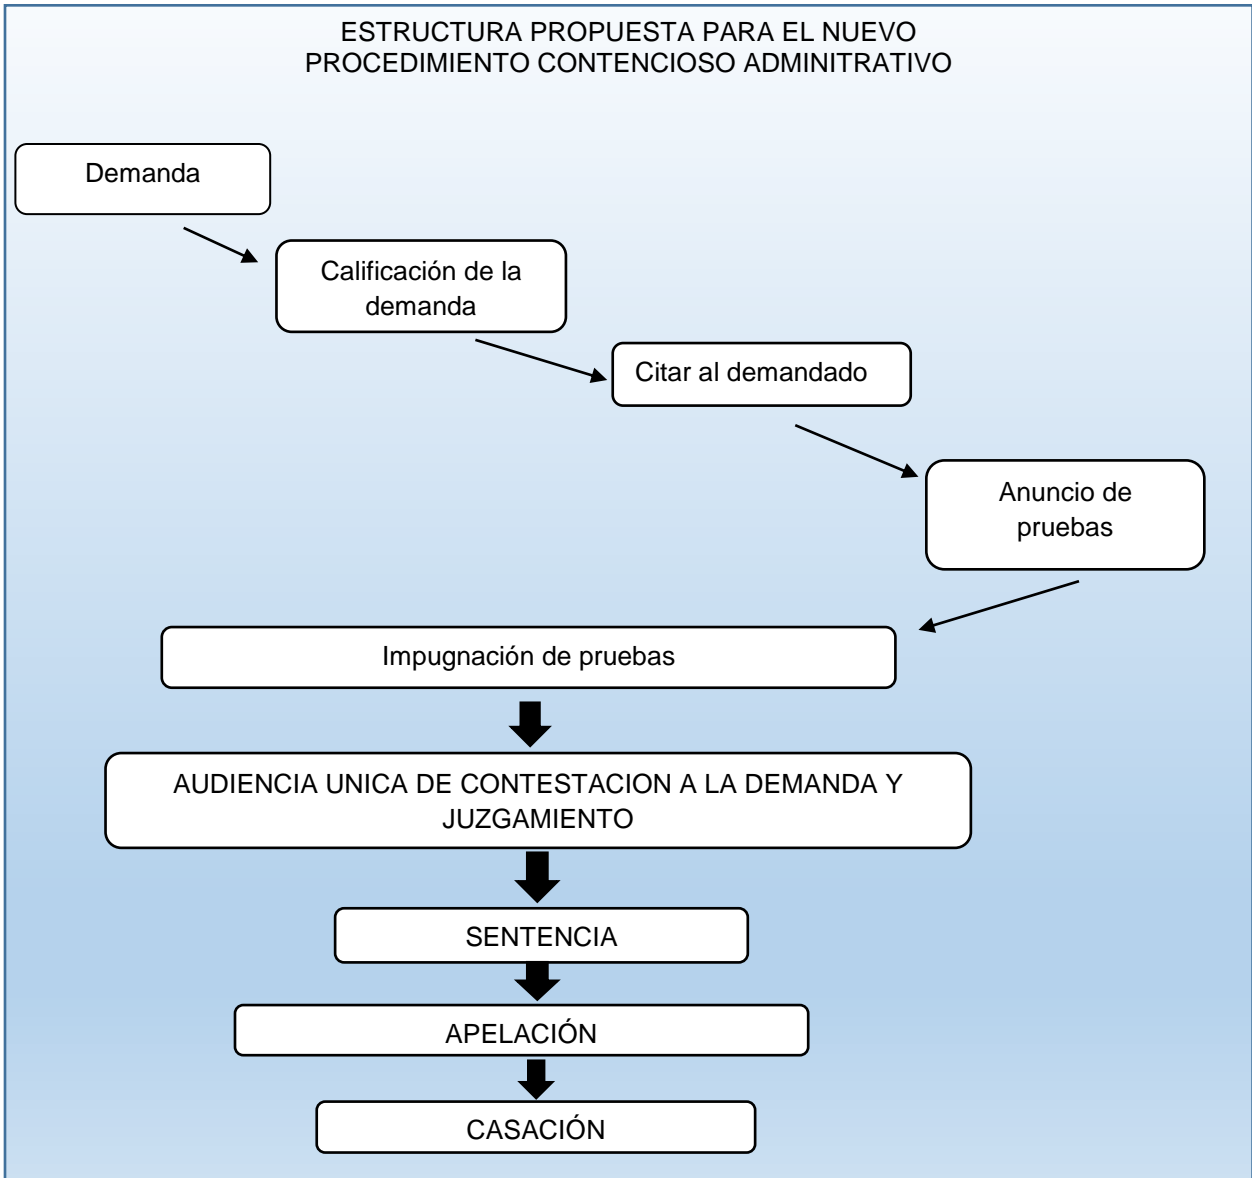 ESTRUCTURA PROPUESTA PARA EL NUEVO
PROCEDIMIENTO CONTENCIOSO ADMINITRATIVO
Demanda
Calificación de la
demanda
Citar al demandado
Anuncio de
pruebas
Impugnación de pruebas
AUDIENCIA UNICA DE CONTESTACION A LA DEMANDA Y
JUZGAMIENTO
SENTENCIA
APELACIÓN
CASACIÓN